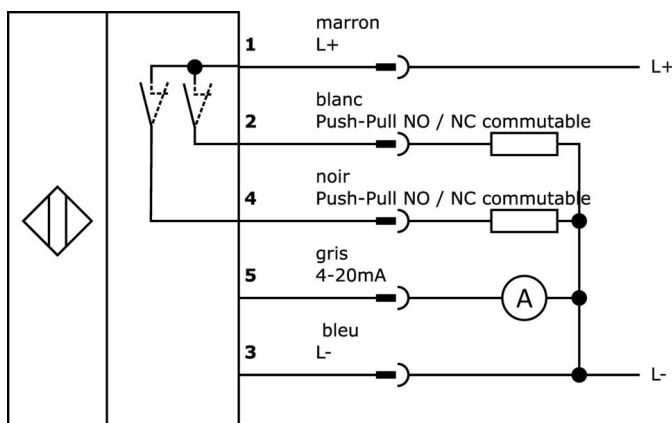 marron
1 L+
L+
blanc
2 Push-Pull NO / NC commutable
noir
4 Push-Pull NO / NC commutable
gris
5 4-20mA
A
bleu
3 L-
L-